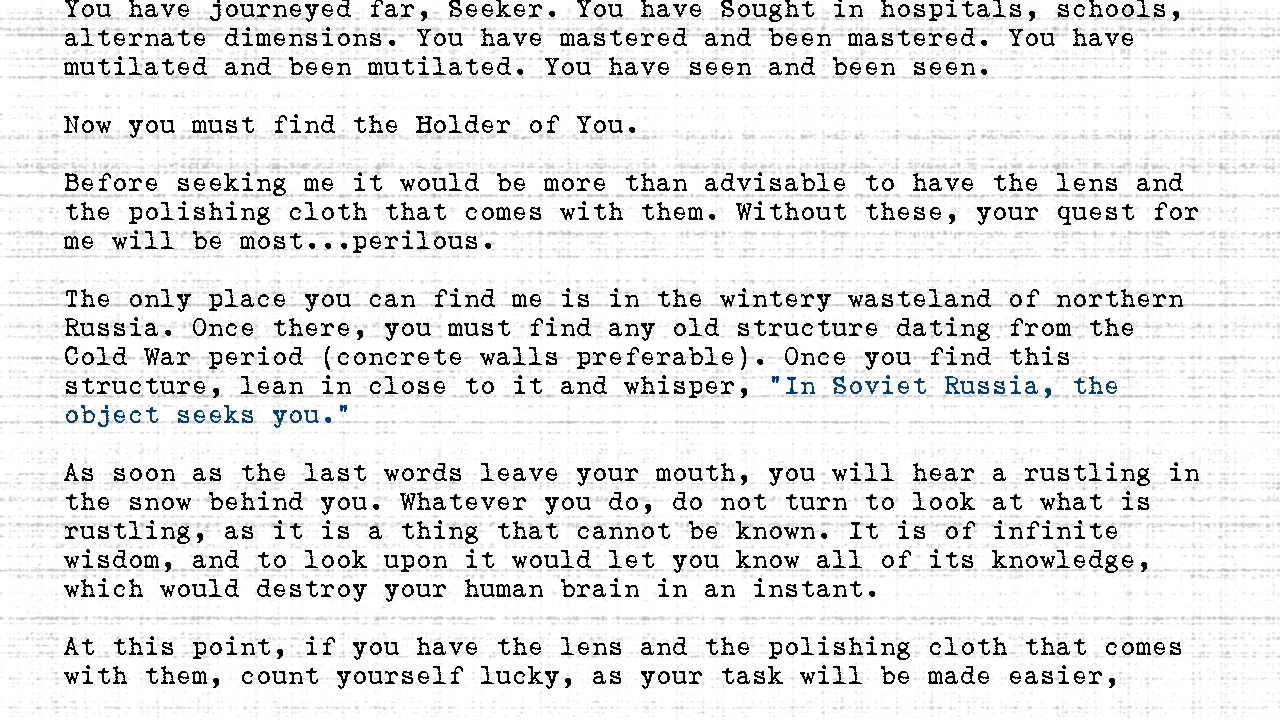 You have journeyed far, Seeker. You have Sought in hospitals, schools,
alternate dimensions. You have mastered and been mastered. You have
mutilated and been mutilated. You have seen and been seen.
Now you must find the Holder of You.
Before seeking me it would be more than advisable to have the lens and
the polishing cloth that comes with them. Without these, your quest for
me will be most...perilous.
The only place you can find me is in the wintery wasteland of northern
Russia. Once there, you must find any old structure dating from the
Cold War period (concrete walls preferable). Once you find this
structure, lean in close to it and whisper, "In Soviet Russia, the
object seeks you."
As soon as the last words leave your mouth, you will hear a rustling in
the snow behind you. Whatever you do, do not turn to look at what is
rustling, as it is a thing that cannot be known. It is of infinite
wisdom, and to look upon it would let you know all of its knowledge,
which would destroy your human brain in an instant.
At this point, if you have the lens and the polishing cloth that comes
with them, count yourself lucky, as your task will be made easier,